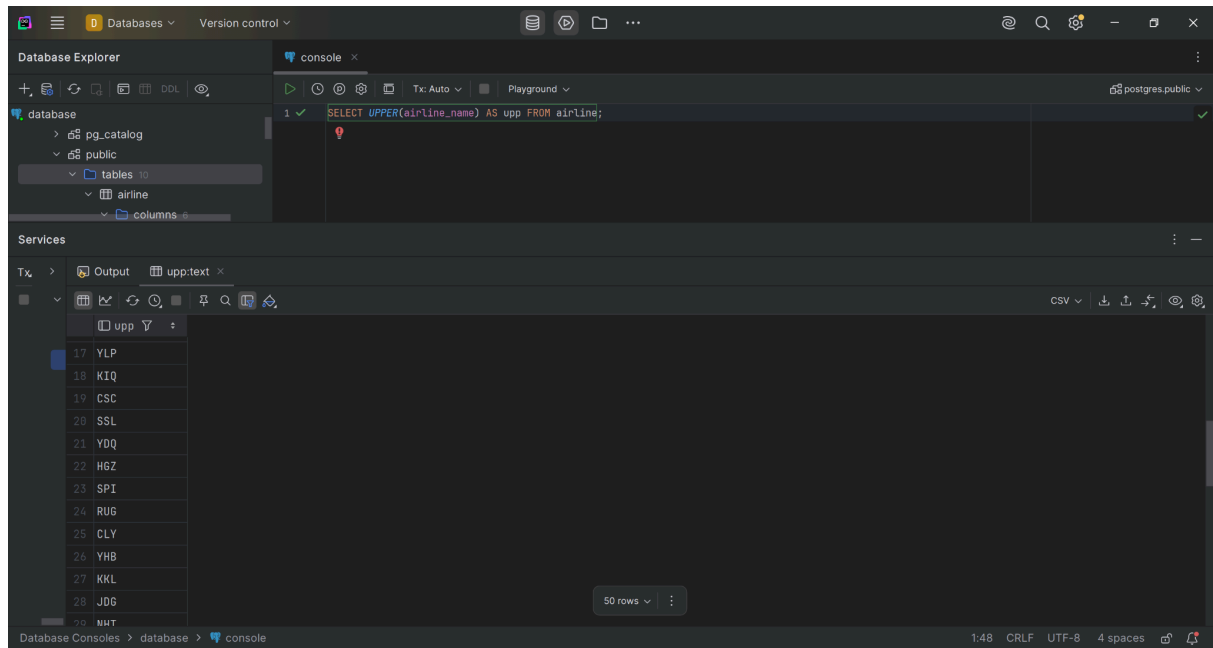 D Databases Version control
Database Explorer
console
DDL
Tx: Auto
Playground
postgres.public
database
pg_catalog
public
tables 10
airline
columns 6
1 SELECT UPPER(airline_name) AS upp FROM airline;
Services
Tx
Output
upp:text
CSV
upp
17 YLP
18 KIQ
19 CSC
20 SSL
21 YDQ
22 HGZ
23 SPI
24 RUG
25 CLY
26 YHB
27 KKL
28 JDG
29 NHT
50 rows
Database Consoles > database > console
1:48 CRLF UTF-8 4 spaces